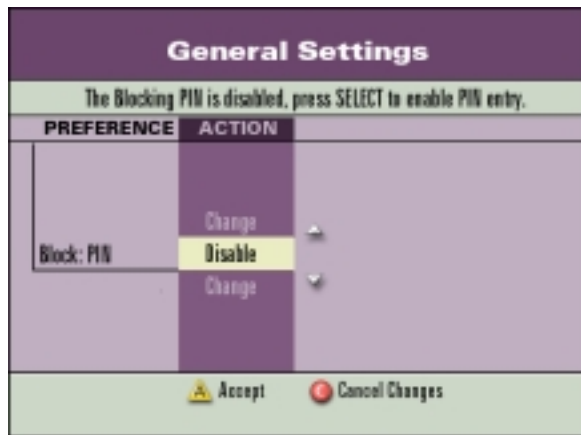 General Settings
The Blocking PIN is disabled, press SELECT to enable PIN entry.
PREFERENCE ACTION
Change
Block: PIN Disable
Change
A Accept C Cancel Changes